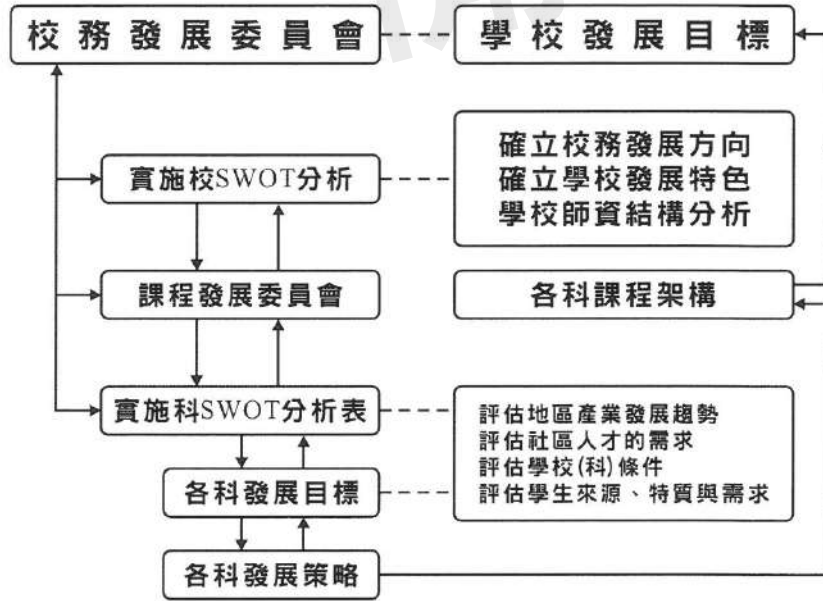 校務發展委員會
學校發展目標
實施校SWOT分析
確立校務發展方向
確立學校發展特色
學校師資結構分析
課程發展委員會
各科課程架構
實施科SWOT分析表
評估地區產業發展趨勢
評估社區人才的需求
評估學校(科)條件
評估學生來源、特質與需求
各科發展目標
各科發展策略